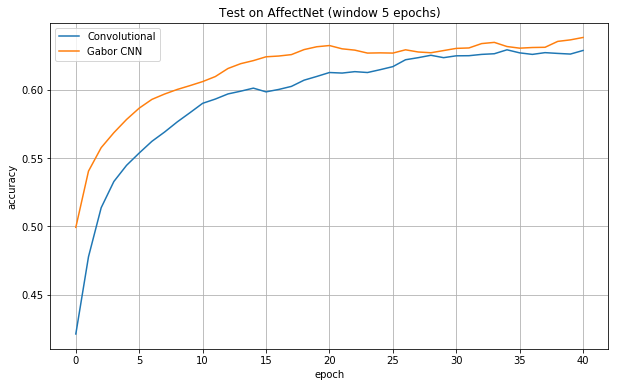 Test on AffectNet (window 5 epochs)
Convolutional
Gabor CNN
accuracy
0.60
0.55
0.50
0.45
0 5 10 15 20 25 30 35 40
epoch